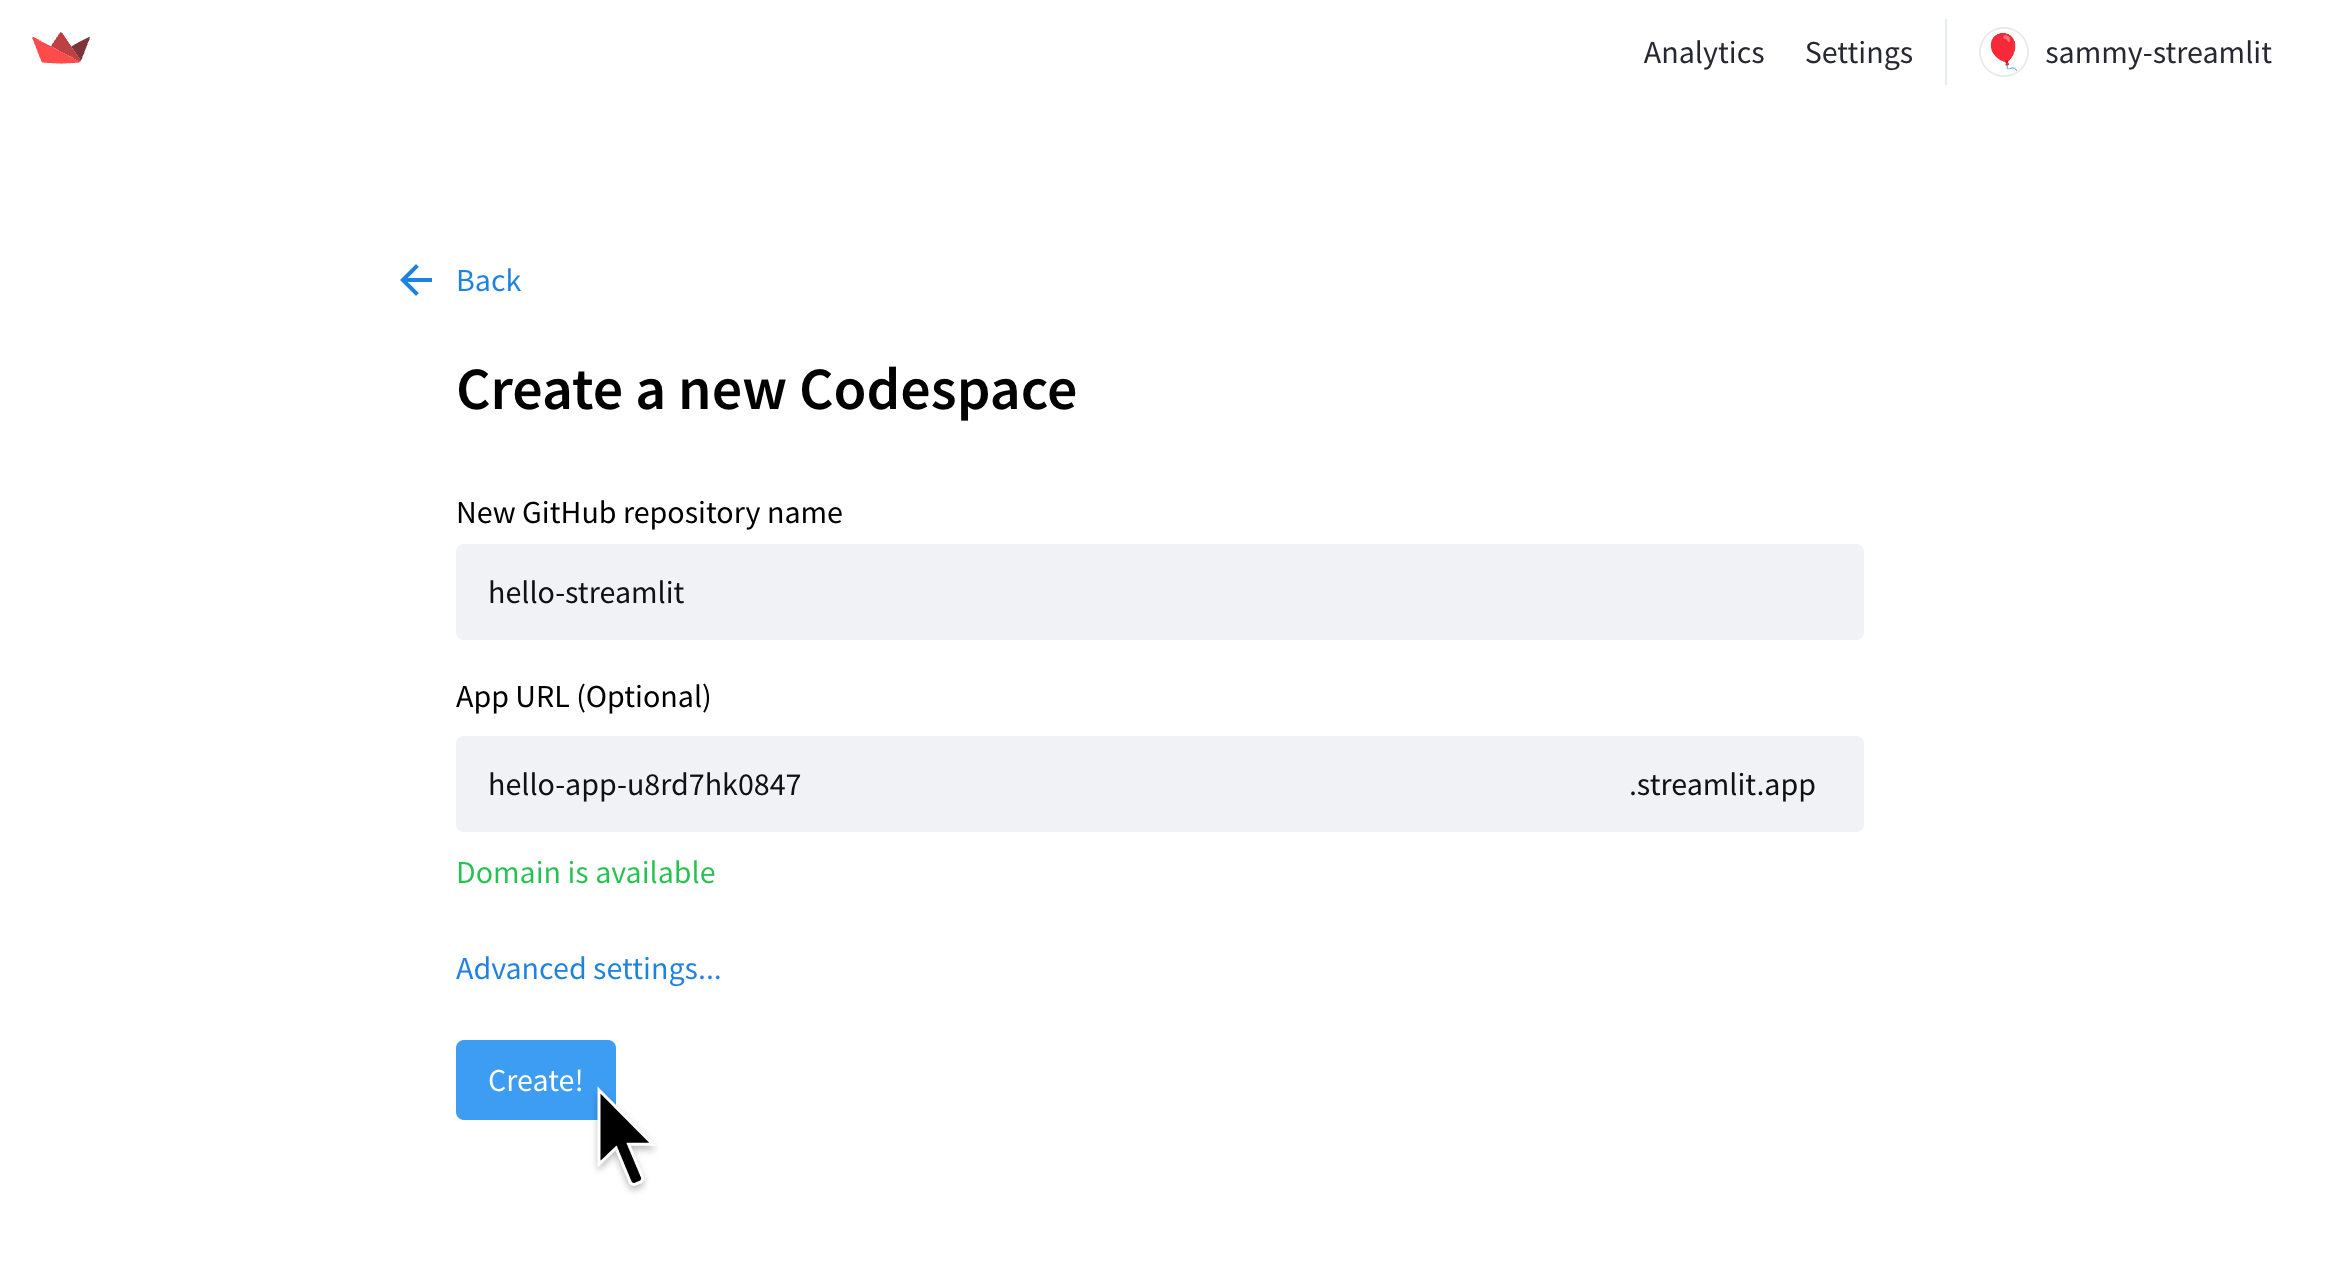 Analytics Settings sammy-streamlit
Back
Create a new Codespace
New GitHub repository name
hello-streamlit
App URL (Optional)
hello-app-u8rd7hk0847 .streamlit.app
Domain is available
Advanced settings...
Create!